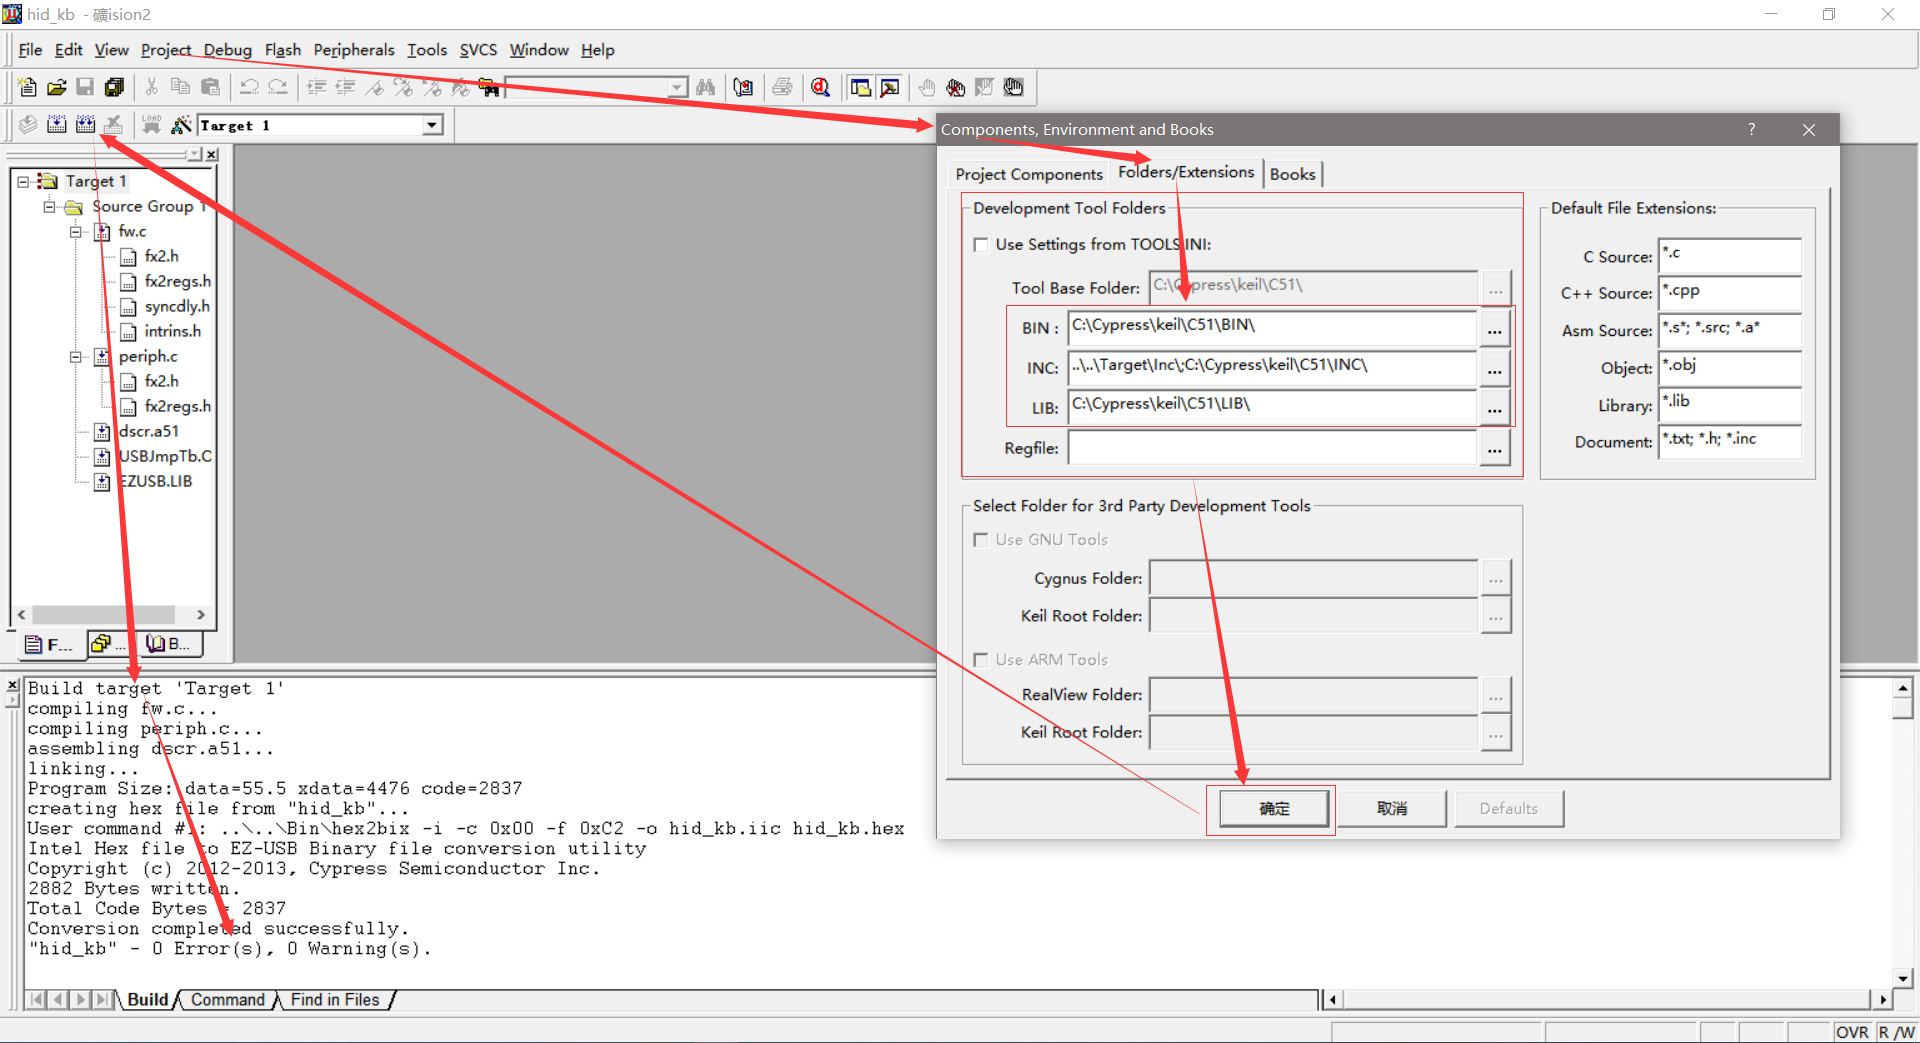 hid_kb - 礦ision2
File Edit View Project Debug Flash Peripherals Tools SVCS Window Help
LOAD
Target 1
Target 1
Source Group 1
fw.c
fx2.h
fx2regs.h
syncdly.h
intrins.h
periph.c
fx2.h
fx2regs.h
dscr.a51
USBJmpTb.O
EZUSB.LIB
F... ... B...
Components, Environment and Books
Project Components Folders/Extensions Books
Development Tool Folders
Use Settings from TOOLS.INI:
Tool Base Folder: C:\Cypress\keil\C51\ ...
BIN : C:\Cypress\keil\C51\BIN\ ...
INC: ..\..\Target\Inc\;C:\Cypress\keil\C51\INC\ ...
LIB: C:\Cypress\keil\C51\LIB\ ...
Regfile: ...
Default File Extensions:
C Source: *.c
C++ Source: *.cpp
Asm Source: *.s*; *.src; *.a*
Object: *.obj
Library: *.lib
Document: *.txt; *.h; *.inc
Select Folder for 3rd Party Development Tools
Use GNU Tools
Cygnus Folder: ...
Keil Root Folder: ...
Use ARM Tools
RealView Folder: ...
Keil Root Folder: ...
确定 取消 Defaults
Build target 'Target 1'
compiling fw.c...
compiling periph.c...
assembling dscr.a51...
linking...
Program Size: data=55.5 xdata=4476 code=2837
creating hex file from "hid_kb"...
User command #1: ..\..\Bin\hex2bix -i -c 0x00 -f 0xC2 -o hid_kb.iic hid_kb.hex
Intel Hex file to EZ-USB Binary file conversion utility
Copyright (c) 2012-2013, Cypress Semiconductor Inc.
2882 Bytes written.
Total Code Bytes = 2837
Conversion completed successfully.
"hid_kb" - 0 Error(s), 0 Warning(s).
Build Command Find in Files
OVR R /W